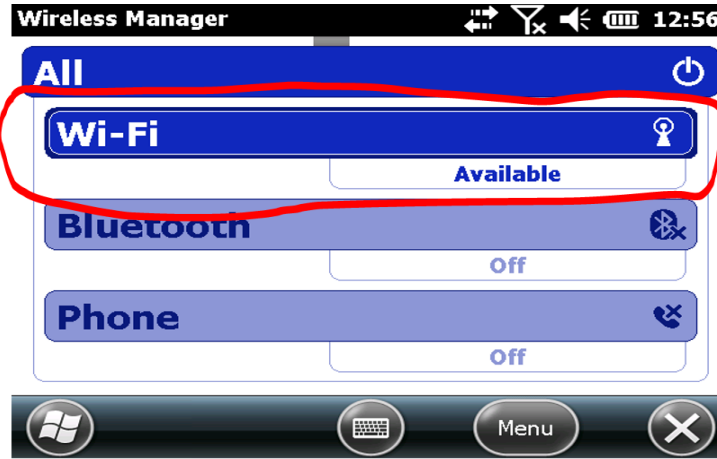 Wireless Manager 12:56
All
Wi-Fi
Available
Bluetooth
Off
Phone
Off
Menu